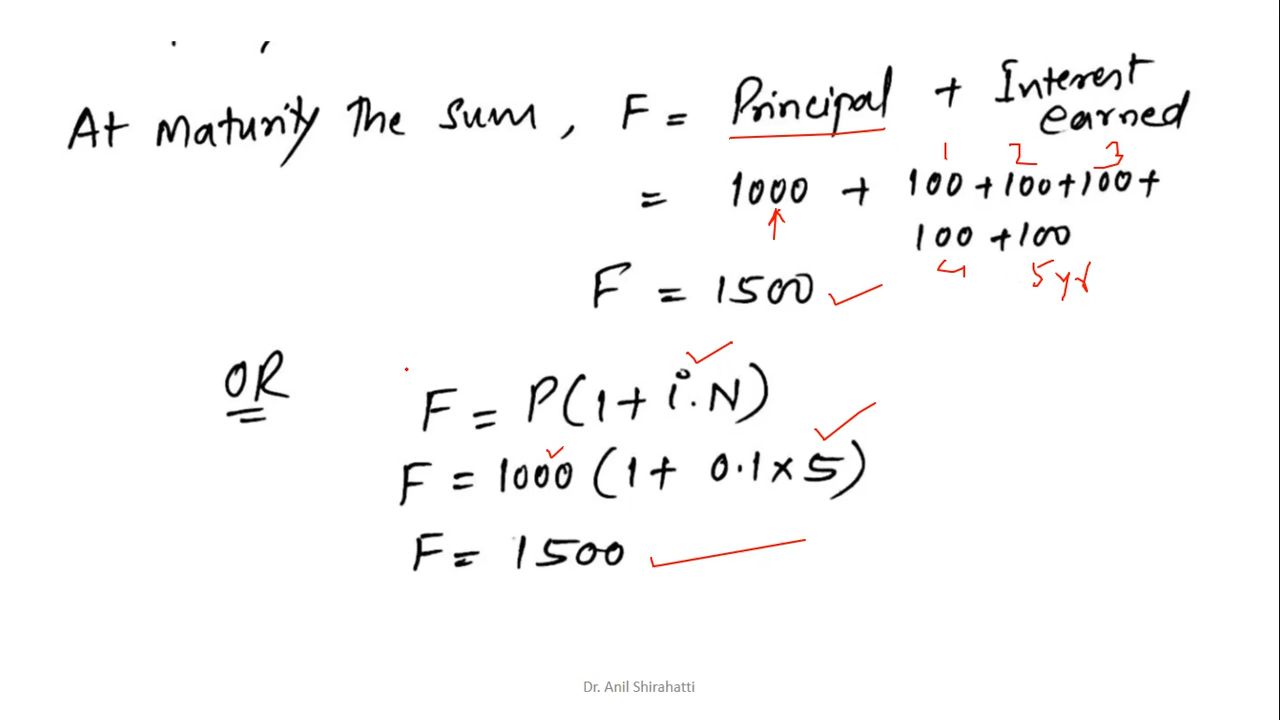 At maturity the sum, F = Principal + Interest earned
1 2 3
= 1000 + 100 + 100 + 100 +
100 + 100
4 5 yr
F = 1500
OR F = P(1 + i.N)
F = 1000 (1 + 0.1 x 5)
F = 1500
Dr. Anil Shirahatti